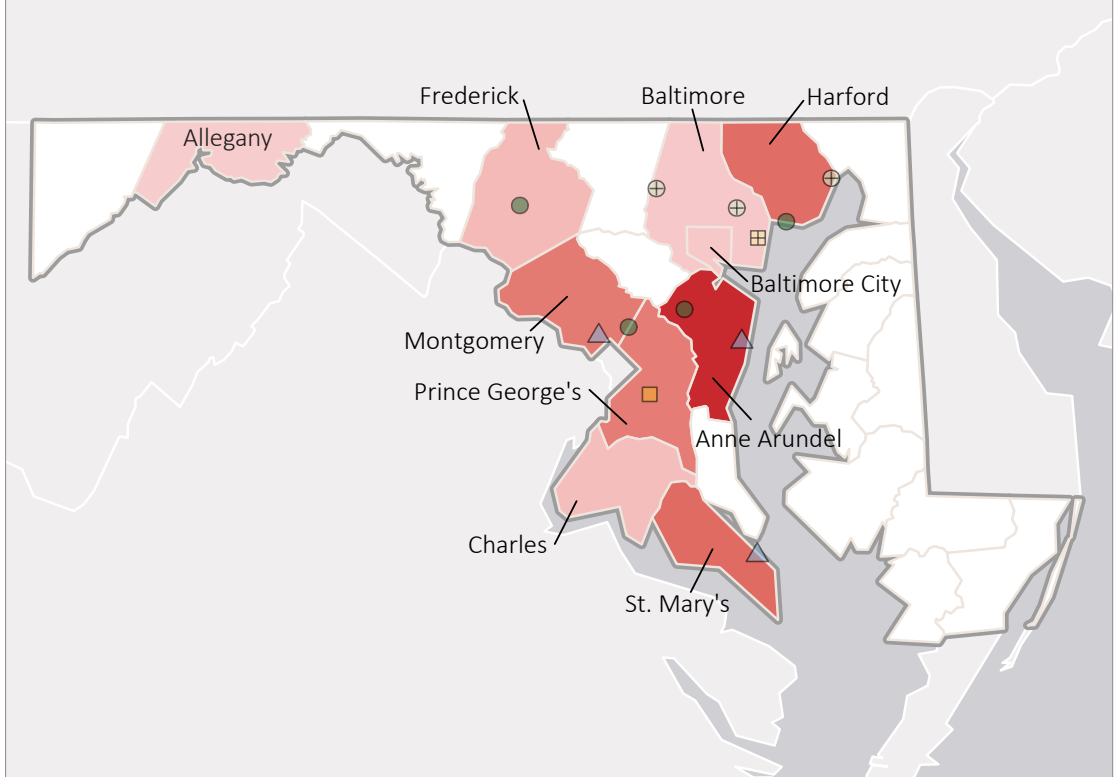 Frederick
Baltimore
Harford
Allegany
Baltimore City
Montgomery
Prince George's
Anne Arundel
Charles
St. Mary's